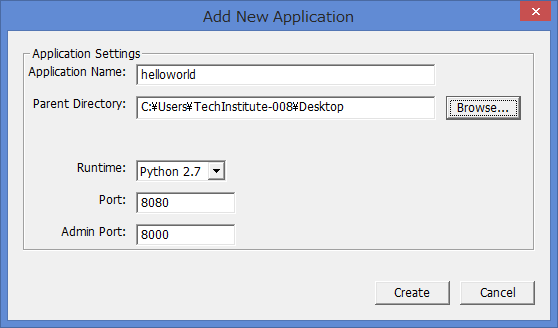 Add New Application
Application Settings
Application Name: helloworld
Parent Directory: C:¥Users¥TechInstitute-008¥Desktop Browse...
Runtime: Python 2.7
Port: 8080
Admin Port: 8000
Create Cancel